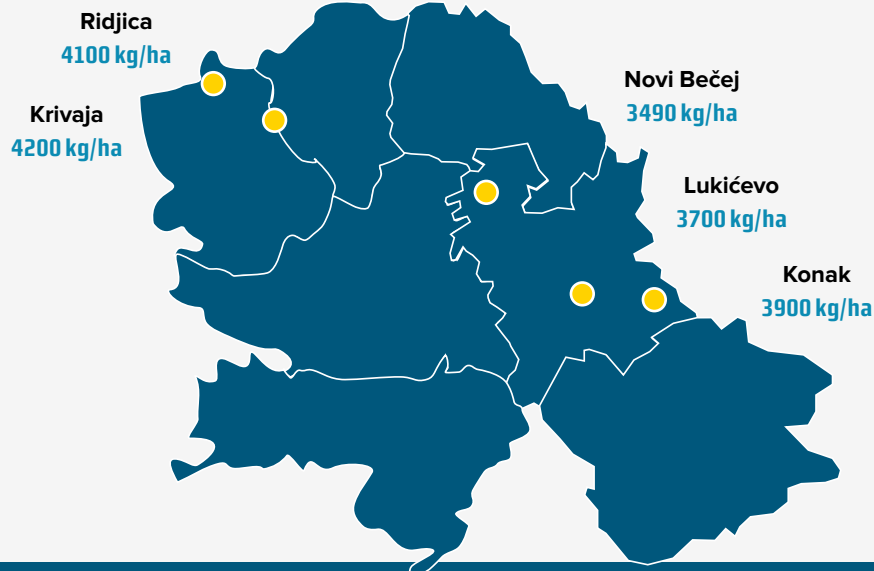 Ridjica
4100 kg/ha
Krivaja
4200 kg/ha
Novi Bečej
3490 kg/ha
Lukićevo
3700 kg/ha
Konak
3900 kg/ha